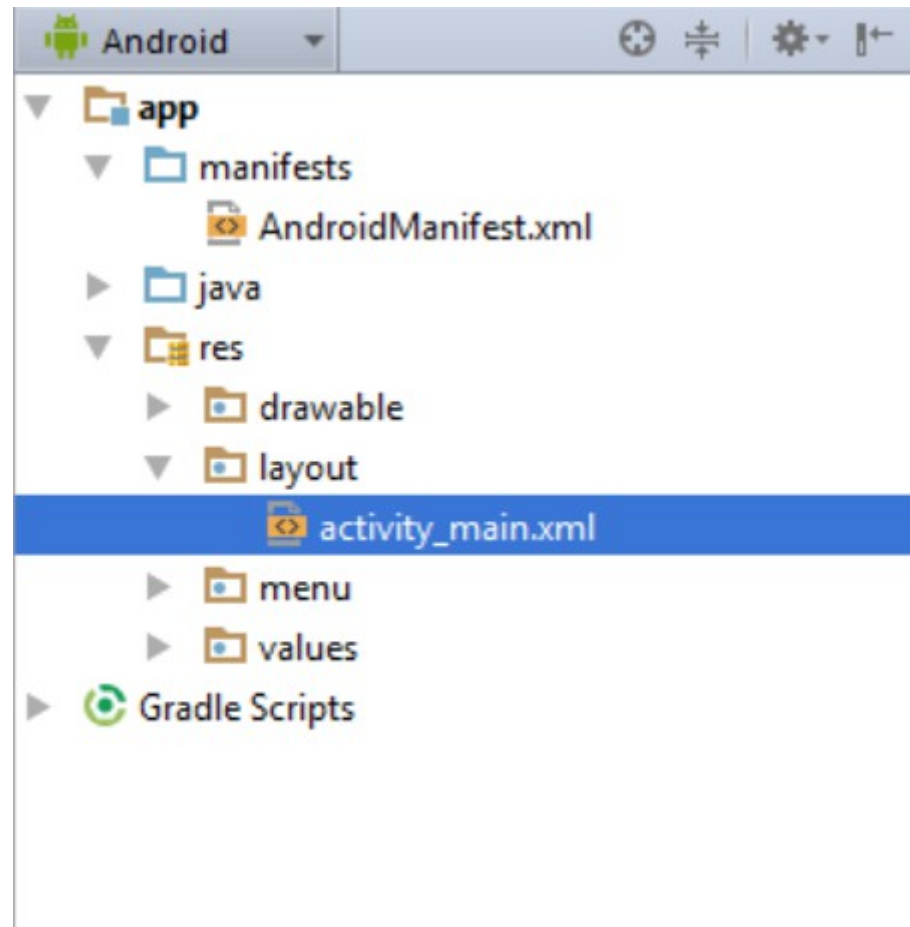 Android
app
manifests
AndroidManifest.xml
java
res
drawable
layout
activity_main.xml
menu
values
Gradle Scripts